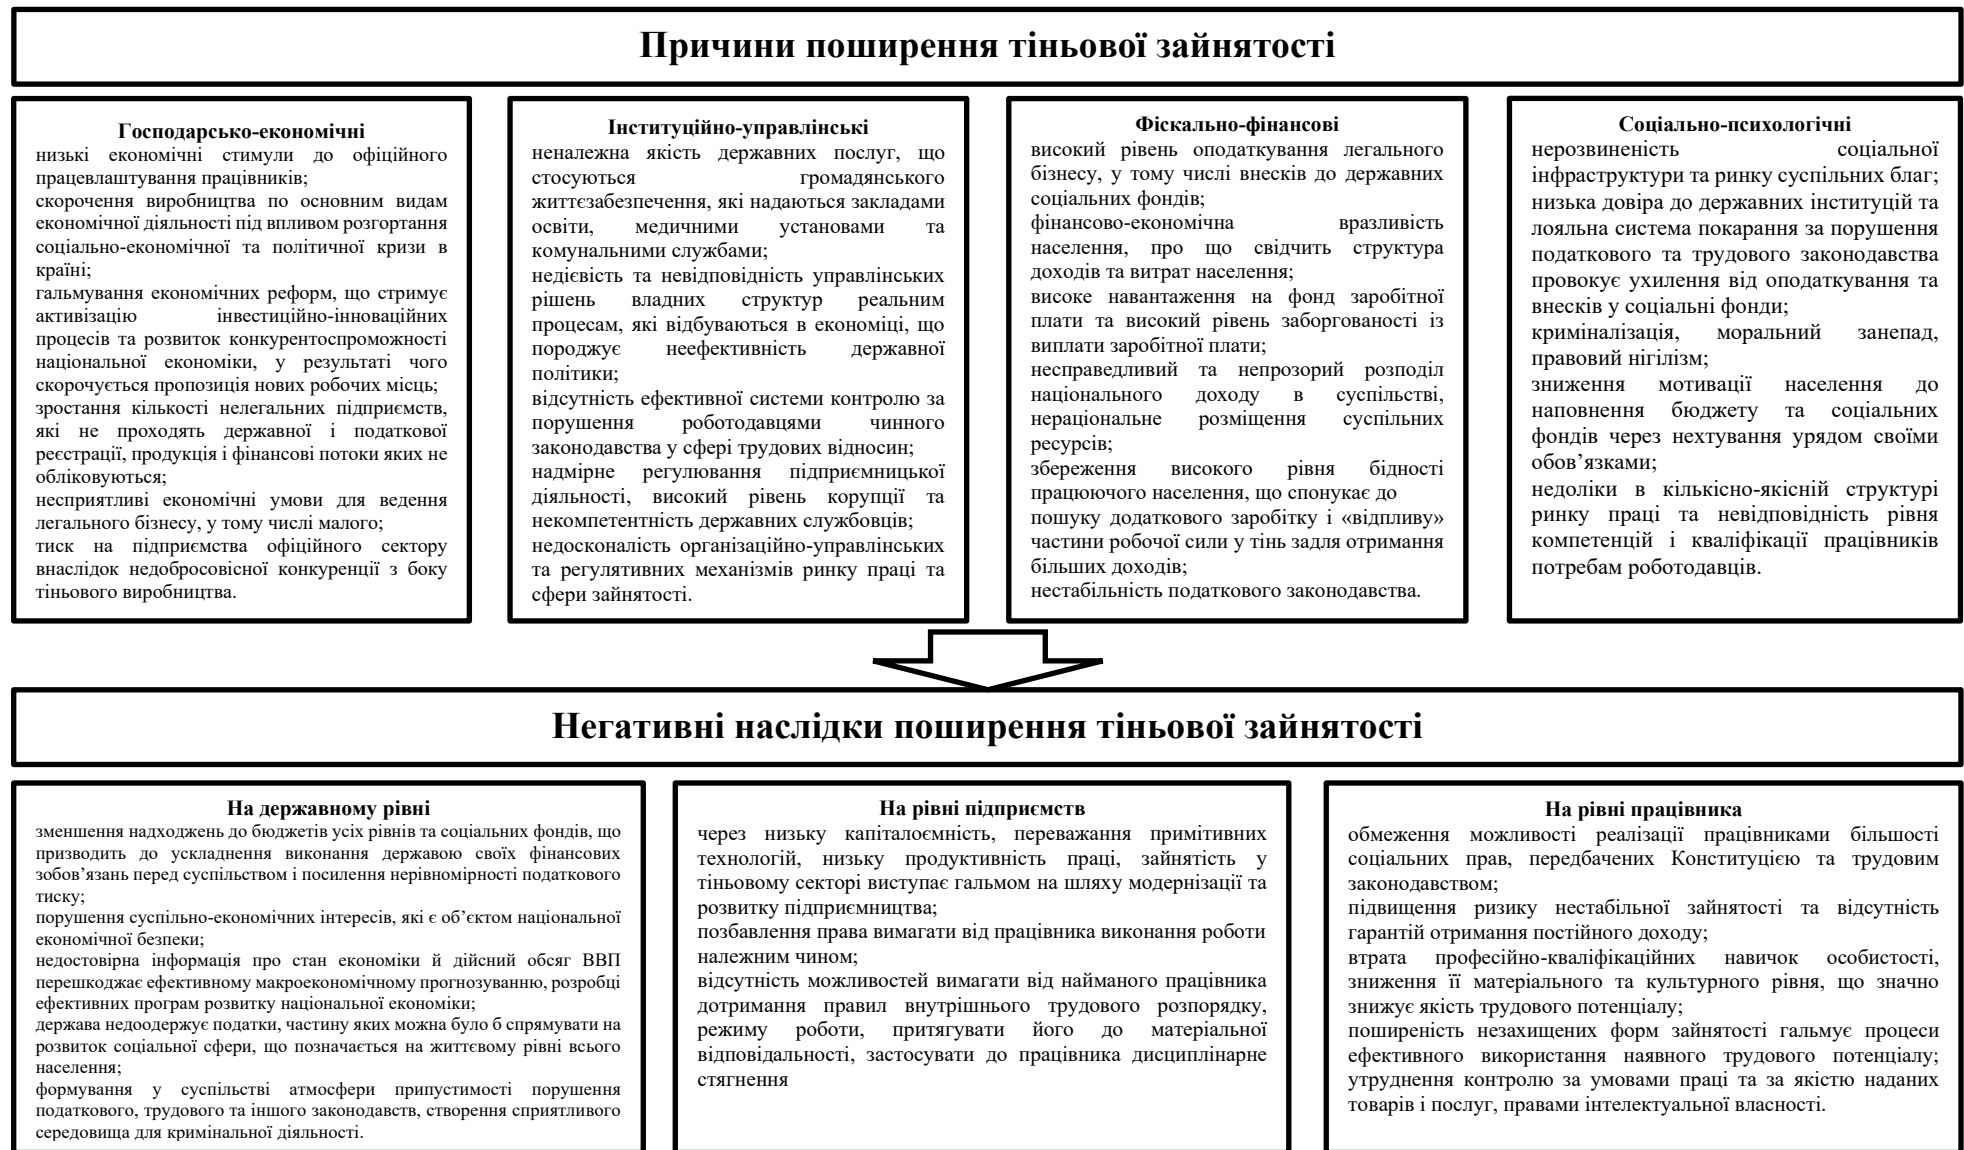 Причини поширення тіньової зайнятості
Господарсько-економічні
низькі економічні стимули до офіційного
працевлаштування працівників;
скорочення виробництва по основним видам
економічної діяльності під впливом розгортання
соціально-економічної та політичної кризи в
країні;
гальмування економічних реформ, що стримує
активізацію інвестиційно-інноваційних
процесів та розвиток конкурентоспроможності
національної економіки, у результаті чого
скорочується пропозиція нових робочих місць;
зростання кількості нелегальних підприємств,
які не проходять державної і податкової
реєстрації, продукція і фінансові потоки яких не
обліковуються;
несприятливі економічні умови для ведення
легального бізнесу, у тому числі малого;
тиск на підприємства офіційного сектору
внаслідок недобросовісної конкуренції з боку
тіньового виробництва.
Інституційно-управлінські
неналежна якість державних послуг, що
стосуються громадянського
життєзабезпечення, які надаються закладами
освіти, медичними установами та
комунальними службами;
недієвість та невідповідність управлінських
рішень владних структур реальним
процесам, які відбуваються в економіці, що
породжує неефективність державної
політики;
відсутність ефективної системи контролю за
порушення роботодавцями чинного
законодавства у сфері трудових відносин;
надмірне регулювання підприємницької
діяльності, високий рівень корупції та
некомпетентність державних службовців;
недосконалість організаційно-управлінських
та регулятивних механізмів ринку праці та
сфери зайнятості.
Фіскально-фінансові
високий рівень оподаткування легального
бізнесу, у тому числі внесків до державних
соціальних фондів;
фінансово-економічна вразливість
населення, про що свідчить структура
доходів та витрат населення;
високе навантаження на фонд заробітної
плати та високий рівень заборгованості із
виплати заробітної плати;
несправедливий та непрозорий розподіл
національного доходу в суспільстві,
нераціональне розміщення суспільних
ресурсів;
збереження високого рівня бідності
працюючого населення, що спонукає до
пошуку додаткового заробітку і «відпливу»
частини робочої сили у тінь задля отримання
більших доходів;
нестабільність податкового законодавства.
Соціально-психологічні
нерозвиненість соціальної
інфраструктури та ринку суспільних благ;
низька довіра до державних інституцій та
лояльна система покарання за порушення
податкового та трудового законодавства
провокує ухилення від оподаткування та
внесків у соціальні фонди;
криміналізація, моральний занепад,
правовий нігілізм;
зниження мотивації населення до
наповнення бюджету та соціальних
фондів через нехтування урядом своїми
обов’язками;
недоліки в кількісно-якісній структурі
ринку праці та невідповідність рівня
компетенцій і кваліфікації працівників
потребам роботодавців.
Негативні наслідки поширення тіньової зайнятості
На державному рівні
зменшення надходжень до бюджетів усіх рівнів та соціальних фондів, що
призводить до ускладнення виконання державою своїх фінансових
зобов’язань перед суспільством і посилення нерівномірності податкового
тиску;
порушення суспільно-економічних інтересів, які є об’єктом національної
економічної безпеки;
недостовірна інформація про стан економіки й дійсний обсяг ВВП
перешкоджає ефективному макроекономічному прогнозуванню, розробці
ефективних програм розвитку національної економіки;
держава недоодержує податки, частину яких можна було б спрямувати на
розвиток соціальної сфери, що позначається на життєвому рівні всього
населення;
формування у суспільстві атмосфери припустимості порушення
податкового, трудового та іншого законодавств, створення сприятливого
середовища для кримінальної діяльності.
На рівні підприємств
через низьку капіталоємність, переважання примітивних
технологій, низьку продуктивність праці, зайнятість у
тіньовому секторі виступає гальмом на шляху модернізації та
розвитку підприємництва;
позбавлення права вимагати від працівника виконання роботи
належним чином;
відсутність можливостей вимагати від найманого працівника
дотримання правил внутрішнього трудового розпорядку,
режиму роботи, притягувати його до матеріальної
відповідальності, застосувати до працівника дисциплінарне
стягнення
На рівні працівника
обмеження можливості реалізації працівниками більшості
соціальних прав, передбачених Конституцією та трудовим
законодавством;
підвищення ризику нестабільної зайнятості та відсутність
гарантій отримання постійного доходу;
втрата професійно-кваліфікаційних навичок особистості,
зниження її матеріального та культурного рівня, що значно
знижує якість трудового потенціалу;
поширеність незахищених форм зайнятості гальмує процеси
ефективного використання наявного трудового потенціалу;
утруднення контролю за умовами праці та за якістю наданих
товарів і послуг, правами інтелектуальної власності.